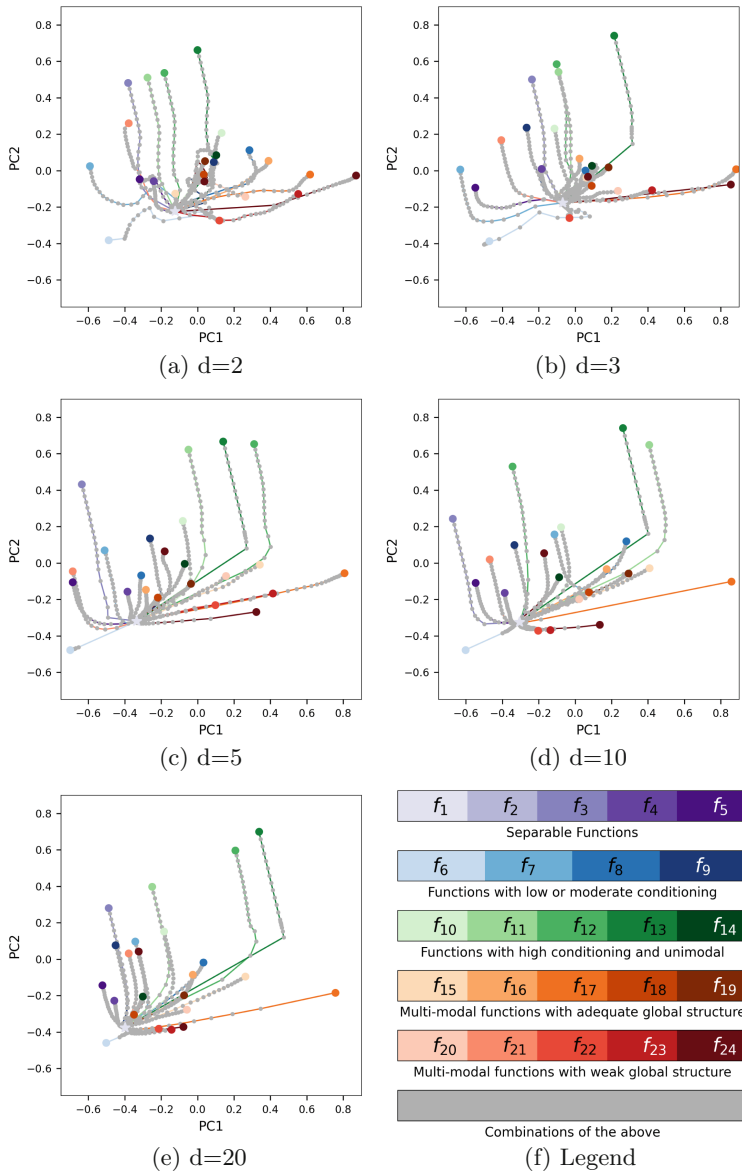 0.8
0.6
0.4
0.2
0.0
−0.2
−0.4
−0.6
PC2
−0.6 −0.4 −0.2 0.0 0.2 0.4 0.6 0.8
PC1
(a) d=2
0.8
0.6
0.4
0.2
0.0
−0.2
−0.4
−0.6
PC2
−0.6 −0.4 −0.2 0.0 0.2 0.4 0.6 0.8
PC1
(b) d=3
0.8
0.6
0.4
0.2
0.0
−0.2
−0.4
−0.6
PC2
−0.6 −0.4 −0.2 0.0 0.2 0.4 0.6 0.8
PC1
(c) d=5
0.8
0.6
0.4
0.2
0.0
−0.2
−0.4
−0.6
PC2
−0.6 −0.4 −0.2 0.0 0.2 0.4 0.6 0.8
PC1
(d) d=10
0.8
0.6
0.4
0.2
0.0
−0.2
−0.4
−0.6
PC2
−0.6 −0.4 −0.2 0.0 0.2 0.4 0.6 0.8
PC1
(e) d=20
f1 f2 f3 f4 f5
Separable Functions
f6 f7 f8 f9
Functions with low or moderate conditioning
f10 f11 f12 f13 f14
Functions with high conditioning and unimodal
f15 f16 f17 f18 f19
Multi-modal functions with adequate global structure
f20 f21 f22 f23 f24
Multi-modal functions with weak global structure
Combinations of the above
(f) Legend